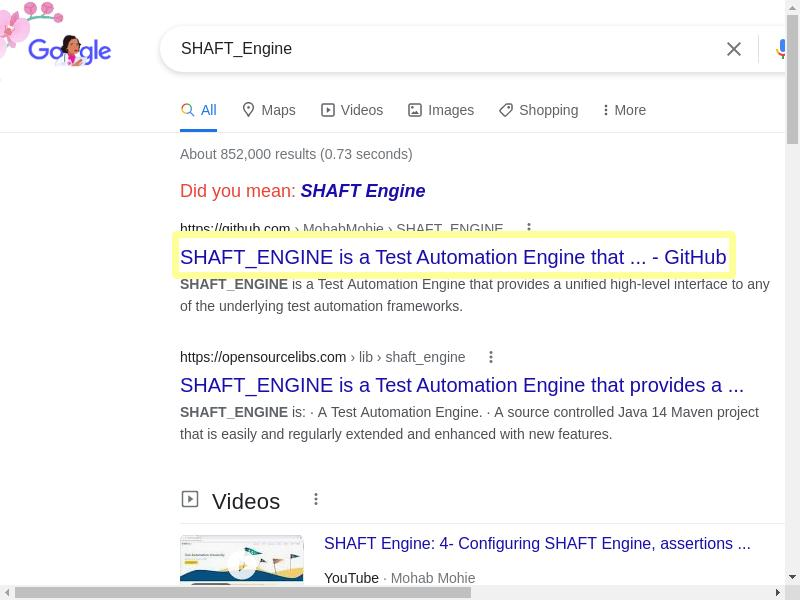 Google
SHAFT_Engine
All Maps Videos Images Shopping More
About 852,000 results (0.73 seconds)
Did you mean: SHAFT Engine
https://github.com › MohabMohie › SHAFT_ENGINE
SHAFT_ENGINE is a Test Automation Engine that ... - GitHub
SHAFT_ENGINE is a Test Automation Engine that provides a unified high-level interface to any
of the underlying test automation frameworks.
https://opensourcelibs.com › lib › shaft_engine
SHAFT_ENGINE is a Test Automation Engine that provides a ...
SHAFT_ENGINE is: · A Test Automation Engine. · A source controlled Java 14 Maven project
that is easily and regularly extended and enhanced with new features.
Videos
SHAFT Engine: 4- Configuring SHAFT Engine, assertions ...
YouTube · Mohab Mohie